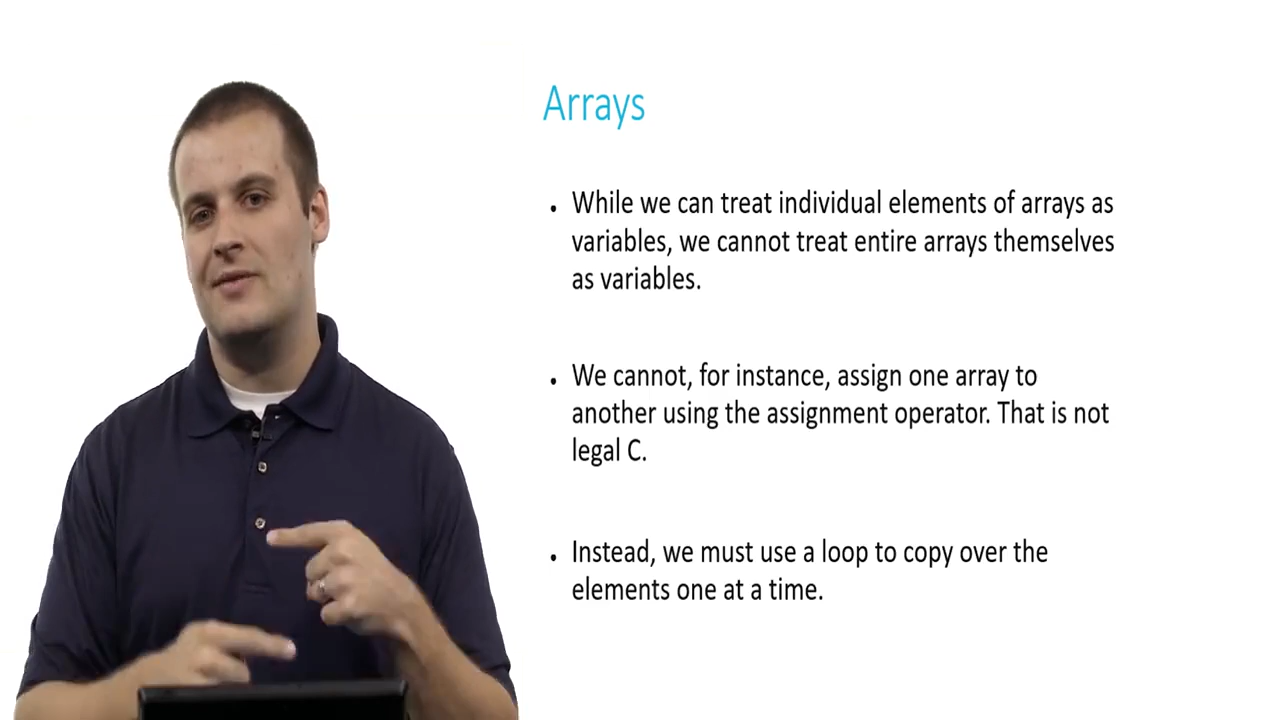 Arrays
• While we can treat individual elements of arrays as
variables, we cannot treat entire arrays themselves
as variables.
• We cannot, for instance, assign one array to
another using the assignment operator. That is not
legal C.
• Instead, we must use a loop to copy over the
elements one at a time.